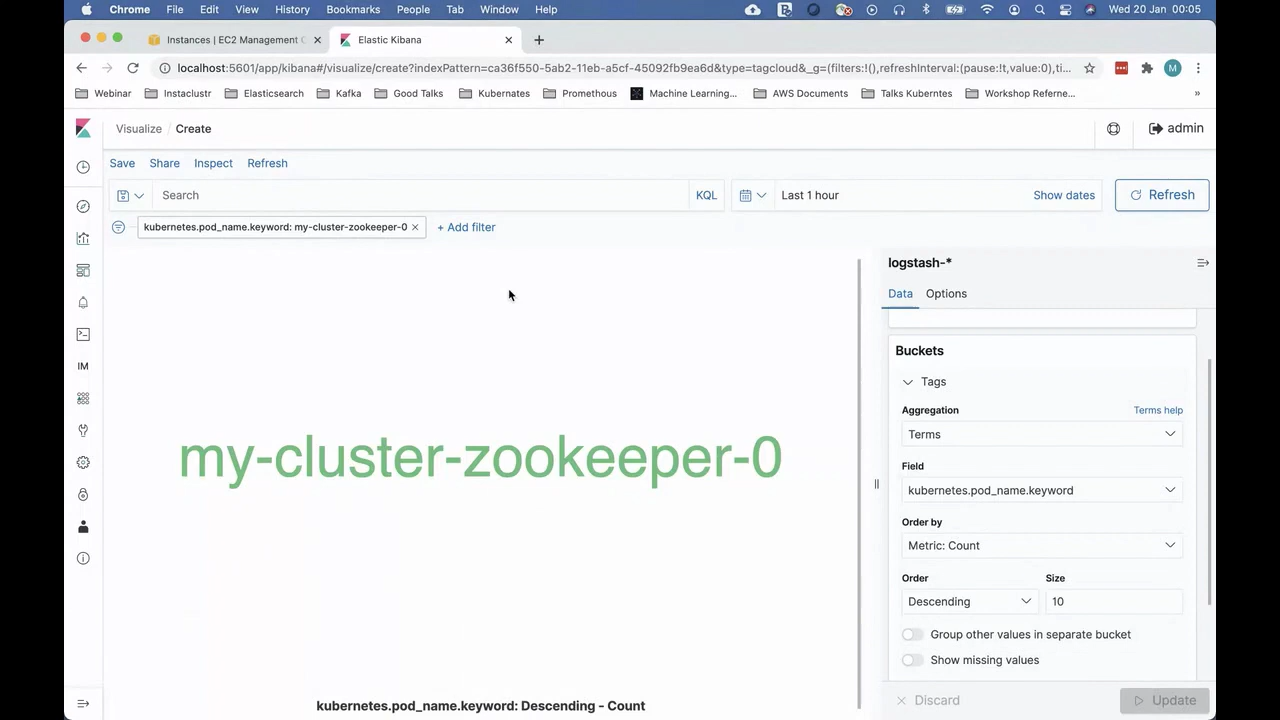 Chrome File Edit View History Bookmarks People Tab Window Help Wed 20 Jan 00:05
Instances | EC2 Management C Elastic Kibana
localhost:5601/app/kibana#/visualize/create?indexPattern=ca36f550-5ab2-11eb-a5cf-45092fb9ea6d&type=tagcloud&_g=(filters:!(),refreshInterval:(pause:!t,value:0),ti... M
Webinar Instaclustr Elasticsearch Kafka Good Talks Kubernates Promethous Machine Learning,... AWS Documents Talks Kuberntes Workshop Referne... »
Visualize / Create admin
Save Share Inspect Refresh
Search KQL Last 1 hour Show dates Refresh
kubernetes.pod_name.keyword: my-cluster-zookeeper-0 × + Add filter
logstash-*
Data Options
Buckets
Tags
Aggregation Terms help
Terms
Field
kubernetes.pod_name.keyword
Order by
Metric: Count
Order Size
Descending 10
Group other values in separate bucket
Show missing values
Discard Update
IM
my-cluster-zookeeper-0
kubernetes.pod_name.keyword: Descending - Count